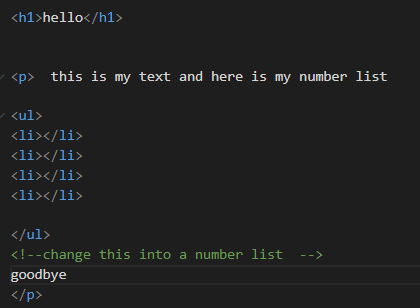 <h1>hello</h1>
<p>  this is my text and here is my number list
<ul>
<li></li>
<li></li>
<li></li>
<li></li>
</ul>
<!--change this into a number list  -->
goodbye
</p>